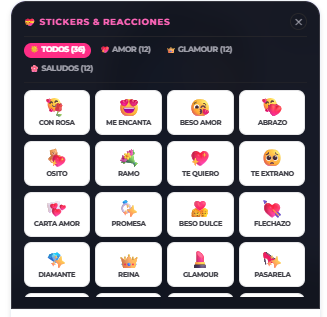 STICKERS & REACCIONES
TODOS (36) AMOR (12) GLAMOUR (12)
SALUDOS (12)
CON ROSA ME ENCANTA BESO AMOR ABRAZO
OSITO RAMO TE QUIERO TE EXTRANO
CARTA AMOR PROMESA BESO DULCE FLECHAZO
DIAMANTE REINA GLAMOUR PASARELA